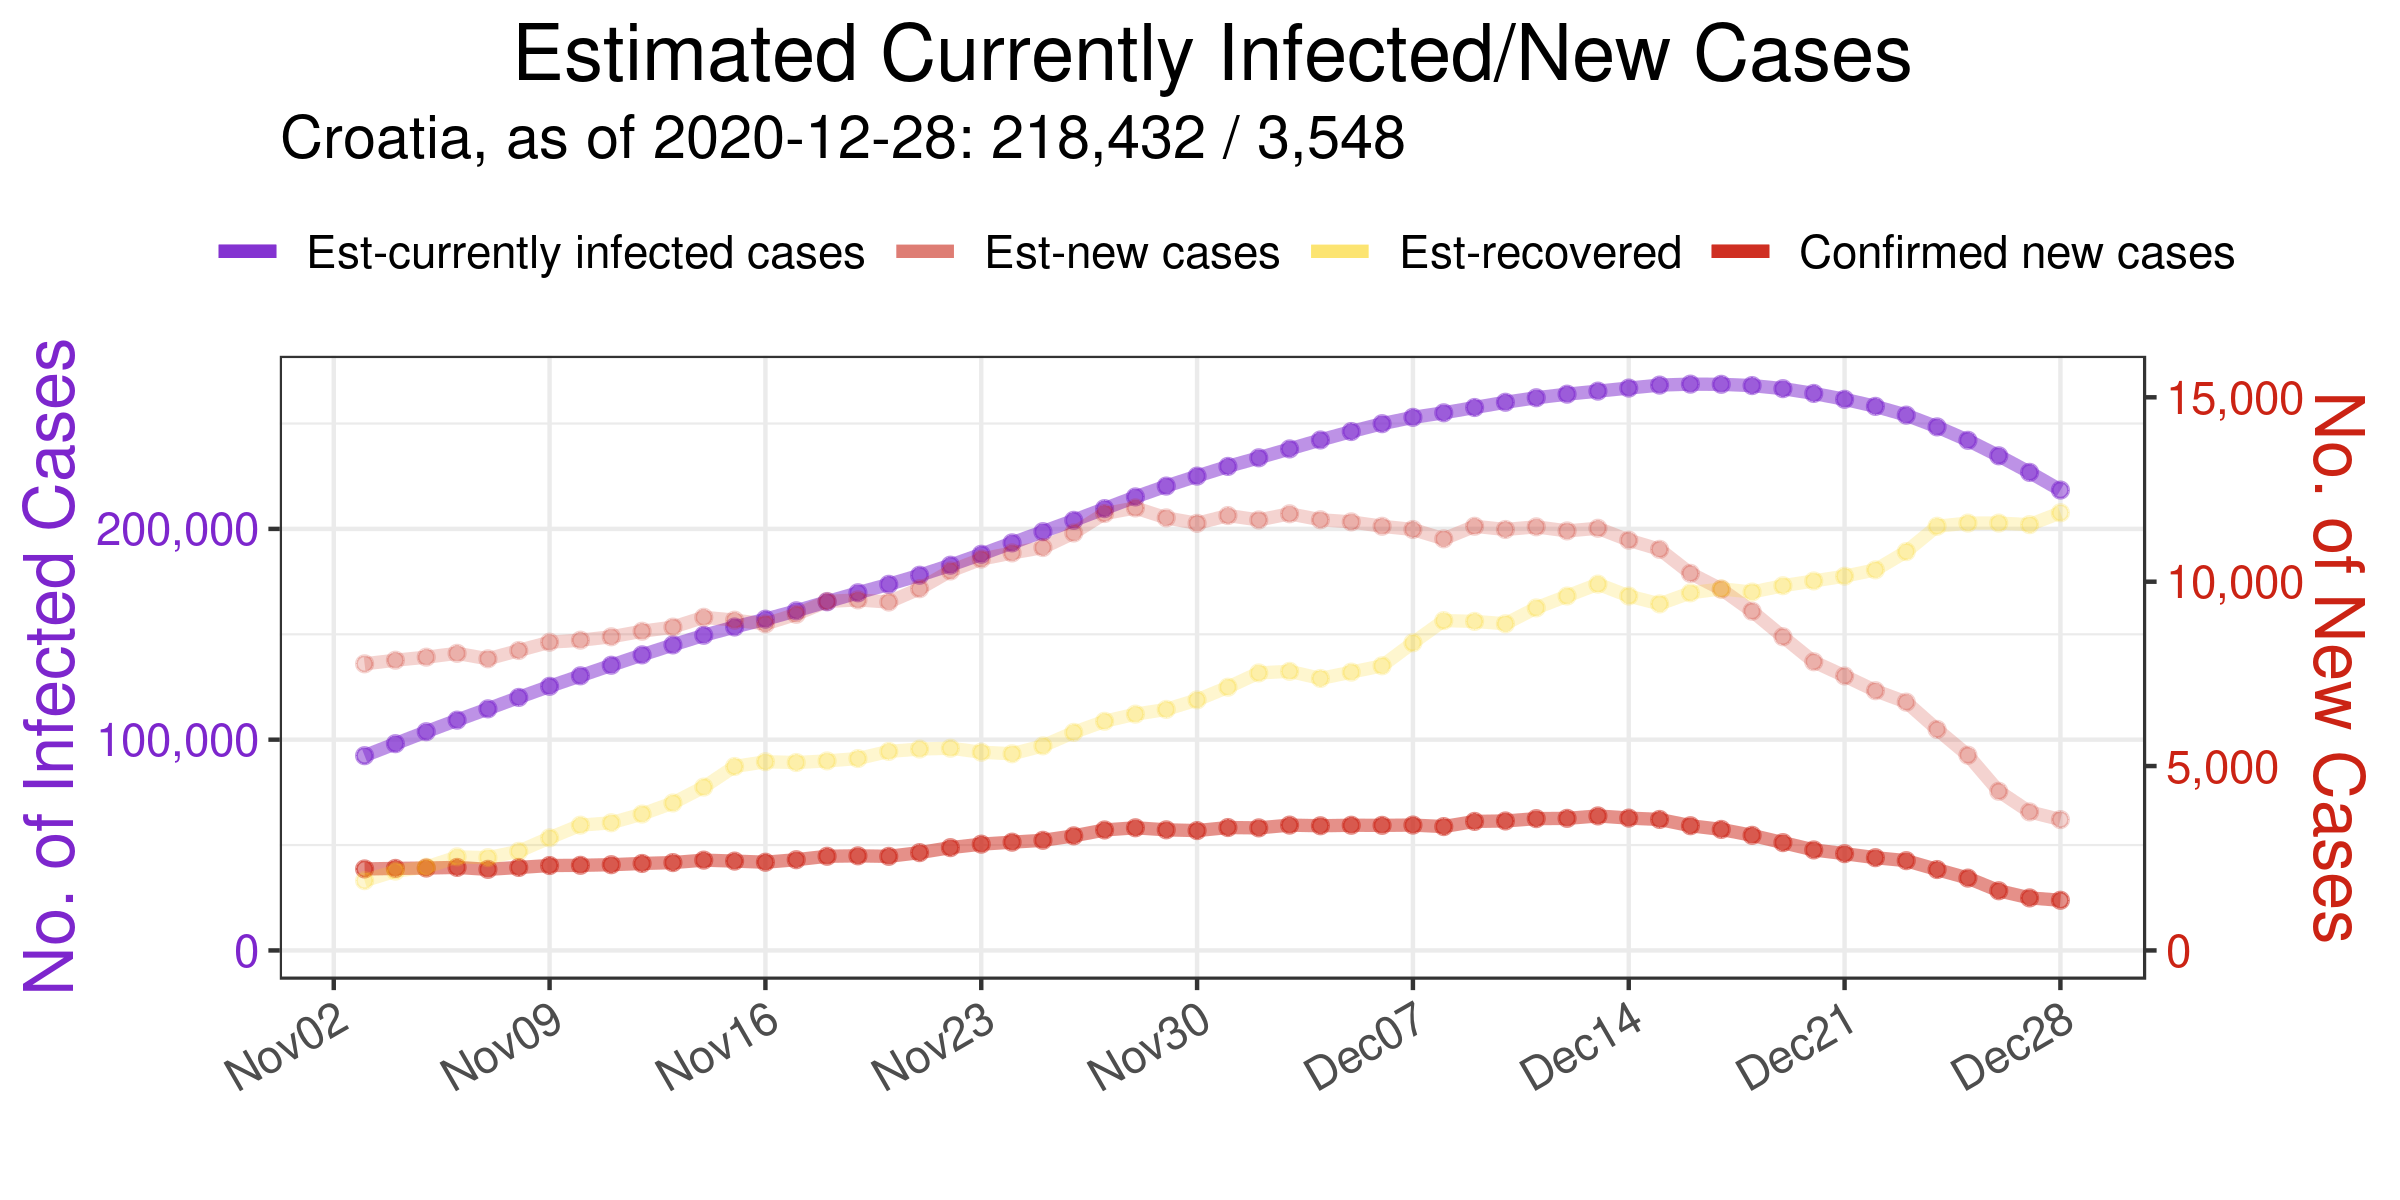 Estimated Currently Infected/New Cases
Croatia, as of 2020-12-28: 218,432 / 3,548
Est-currently infected cases Est-new cases Est-recovered Confirmed new cases
No. of Infected Cases
200,000
100,000
0
15,000
10,000
5,000
0
No. of New Cases
Nov02 Nov09 Nov16 Nov23 Nov30 Dec07 Dec14 Dec21 Dec28